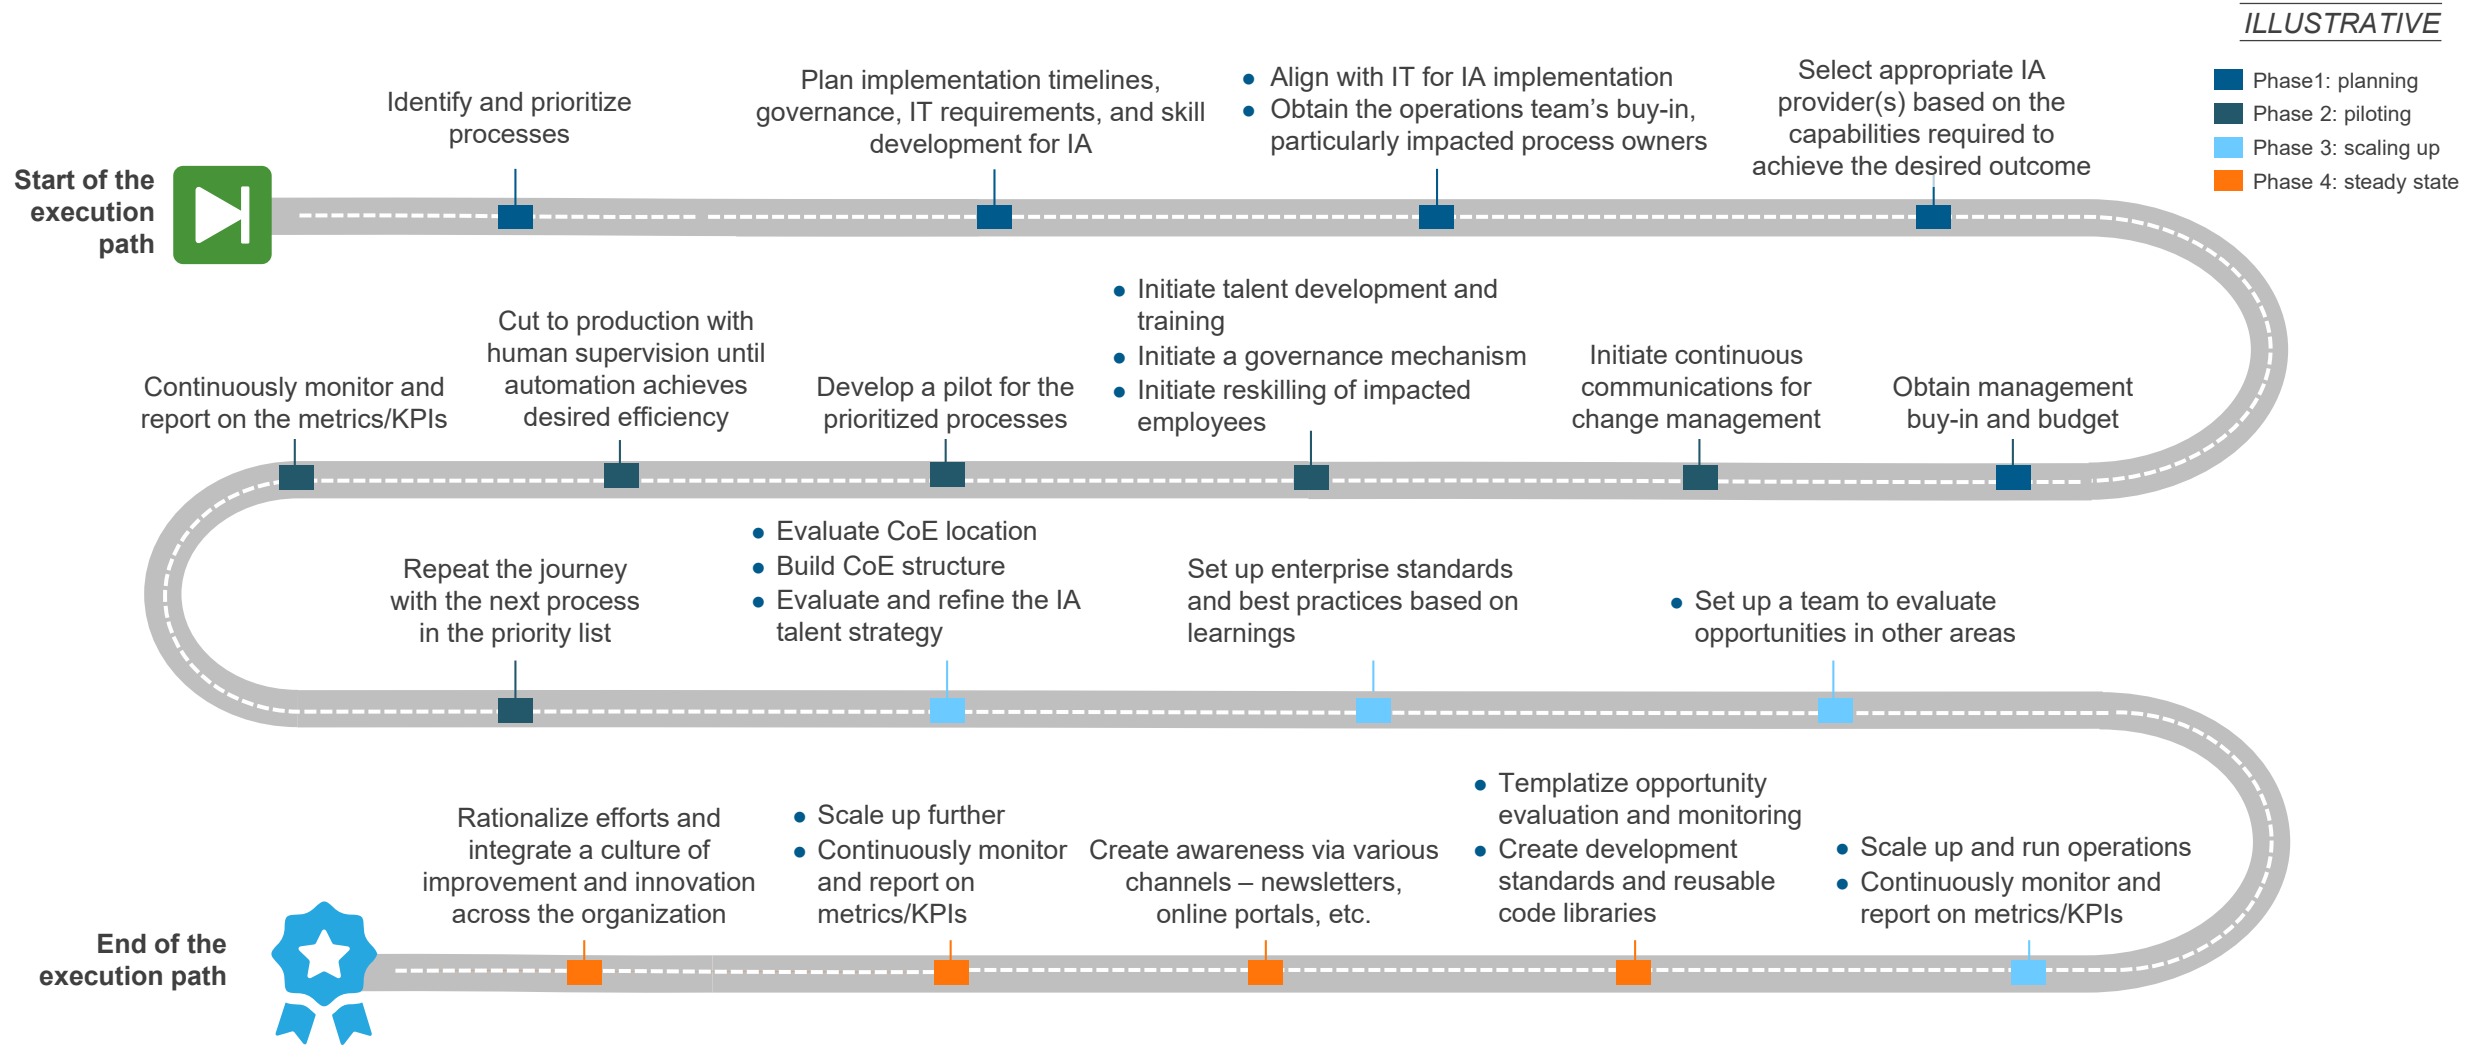 ILLUSTRATIVE
Phase1: planning
Phase 2: piloting
Phase 3: scaling up
Phase 4: steady state
Start of the
execution
path
Identify and prioritize
processes
Plan implementation timelines,
governance, IT requirements, and skill
development for IA
● Align with IT for IA implementation
● Obtain the operations team’s buy-in,
particularly impacted process owners
Select appropriate IA
provider(s) based on the
capabilities required to
achieve the desired outcome
Continuously monitor and
report on the metrics/KPIs
Cut to production with
human supervision until
automation achieves
desired efficiency
Develop a pilot for the
prioritized processes
● Initiate talent development and
training
● Initiate a governance mechanism
● Initiate reskilling of impacted
employees
Initiate continuous
communications for
change management
Obtain management
buy-in and budget
Repeat the journey
with the next process
in the priority list
● Evaluate CoE location
● Build CoE structure
● Evaluate and refine the IA
talent strategy
Set up enterprise standards
and best practices based on
learnings
● Set up a team to evaluate
opportunities in other areas
Rationalize efforts and
integrate a culture of
improvement and innovation
across the organization
● Scale up further
● Continuously monitor
and report on
metrics/KPIs
Create awareness via various
channels – newsletters,
online portals, etc.
● Templatize opportunity
evaluation and monitoring
● Create development
standards and reusable
code libraries
● Scale up and run operations
● Continuously monitor and
report on metrics/KPIs
End of the
execution path